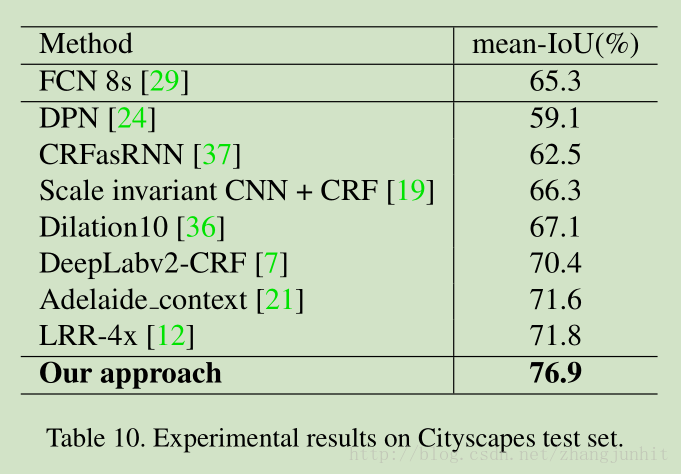 Method mean-IoU(%)
FCN 8s [29] 65.3
DPN [24] 59.1
CRFasRNN [37] 62.5
Scale invariant CNN + CRF [19] 66.3
Dilation10 [36] 67.1
DeepLabv2-CRF [7] 70.4
Adelaide_context [21] 71.6
LRR-4x [12] 71.8
Our approach 76.9
Table 10. Experimental results on Cityscapes test set.
http://blog.csdn.net/zhangjunhit